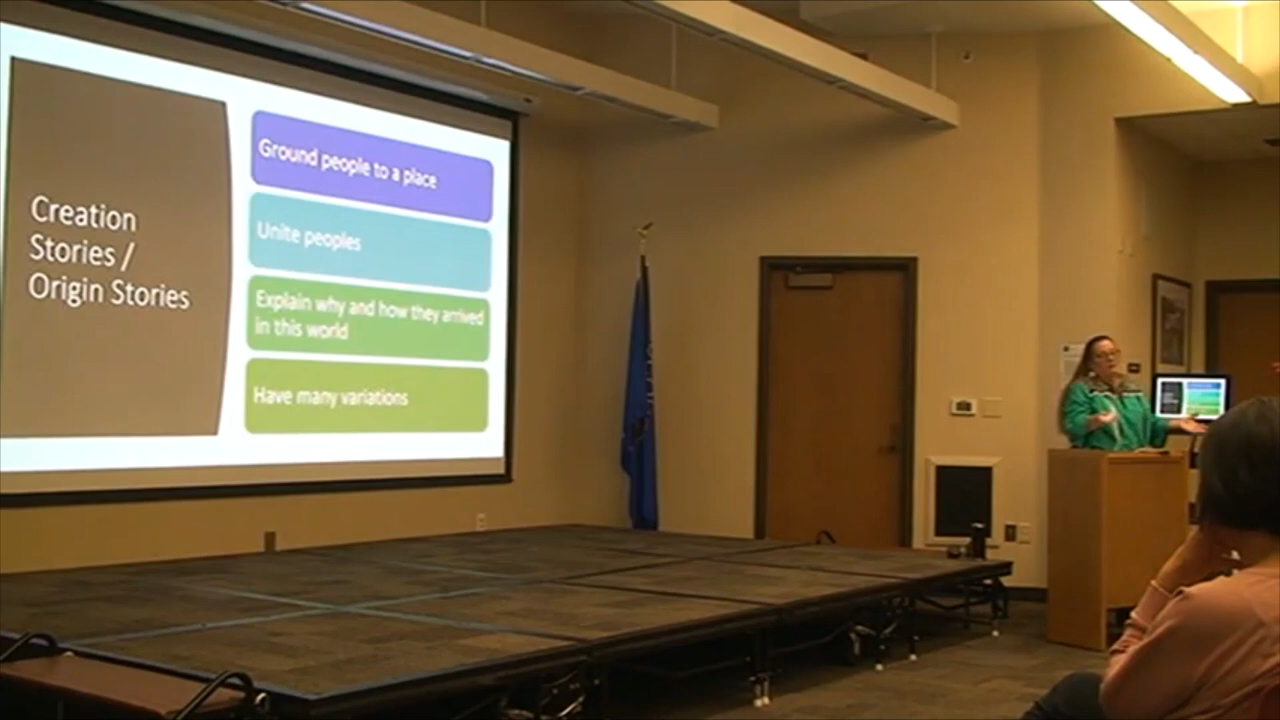 Creation
Stories /
Origin Stories
Ground people to a place
Unite peoples
Explain why and how they arrived
in this world
Have many variations